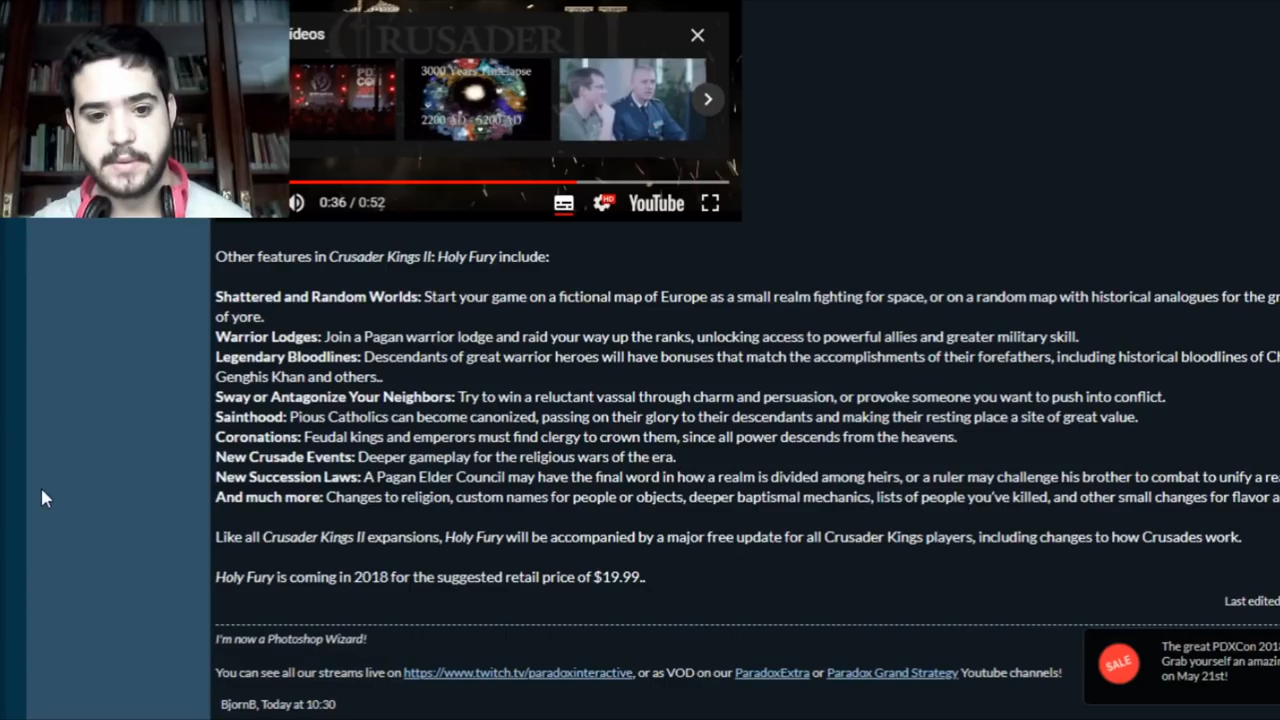 ídeos
CRUSADER
PD
CO
3000 Years Timelapse
2200 AD - 5200 AD
0:36 / 0:52
HD
YouTube
Other features in Crusader Kings II: Holy Fury include:
Shattered and Random Worlds: Start your game on a fictional map of Europe as a small realm fighting for space, or on a random map with historical analogues for the gr
of yore.
Warrior Lodges: Join a Pagan warrior lodge and raid your way up the ranks, unlocking access to powerful allies and greater military skill.
Legendary Bloodlines: Descendants of great warrior heroes will have bonuses that match the accomplishments of their forefathers, including historical bloodlines of Ch
Genghis Khan and others..
Sway or Antagonize Your Neighbors: Try to win a reluctant vassal through charm and persuasion, or provoke someone you want to push into conflict.
Sainthood: Pious Catholics can become canonized, passing on their glory to their descendants and making their resting place a site of great value.
Coronations: Feudal kings and emperors must find clergy to crown them, since all power descends from the heavens.
New Crusade Events: Deeper gameplay for the religious wars of the era.
New Succession Laws: A Pagan Elder Council may have the final word in how a realm is divided among heirs, or a ruler may challenge his brother to combat to unify a rea
And much more: Changes to religion, custom names for people or objects, deeper baptismal mechanics, lists of people you've killed, and other small changes for flavor a
Like all Crusader Kings II expansions, Holy Fury will be accompanied by a major free update for all Crusader Kings players, including changes to how Crusades work.
Holy Fury is coming in 2018 for the suggested retail price of $19.99..
Last edited
I'm now a Photoshop Wizard!
You can see all our streams live on https://www.twitch.tv/paradoxinteractive, or as VOD on our ParadoxExtra or Paradox Grand Strategy Youtube channels!
BjornB, Today at 10:30
SALE
The great PDXCon 2018
Grab yourself an amazin
on May 21st!